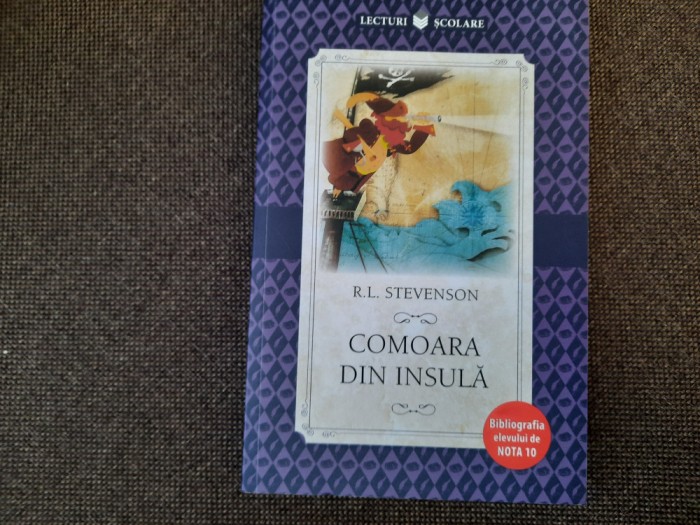 LECTURI ȘCOLARE
R.L. STEVENSON
COMOARA
DIN INSULĂ
Bibliografia
elevului de
NOTA 10